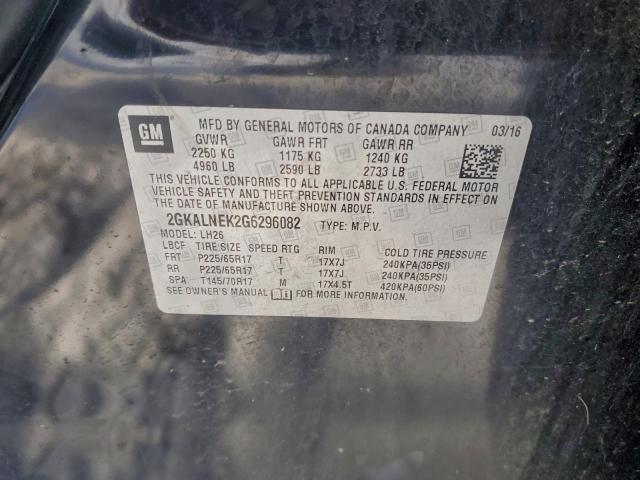 GM
MFD BY GENERAL MOTORS OF CANADA COMPANY 03/16
GVWR GAWR FRT GAWR RR
2250 KG 1175 KG 1240 KG
4960 LB 2590 LB 2733 LB
THIS VEHICLE CONFORMS TO ALL APPLICABLE U.S. FEDERAL MOTOR
VEHICLE SAFETY AND THEFT PREVENTION STANDARDS IN EFFECT ON
THE DATE OF MANUFACTURE SHOWN ABOVE.
2GKALNEK2G6296082 TYPE: M.P.V.
MODEL: LH26
LBCF TIRE SIZE SPEED RTG RIM COLD TIRE PRESSURE
FRT P225/65R17 T 17X7J 240KPA(35PSI)
RR P225/65R17 T 17X7J 240KPA(35PSI)
SPA T145/70R17 M 17X4.5T 420KPA(60PSI)
SEE OWNER'S MANUAL FOR MORE INFORMATION.